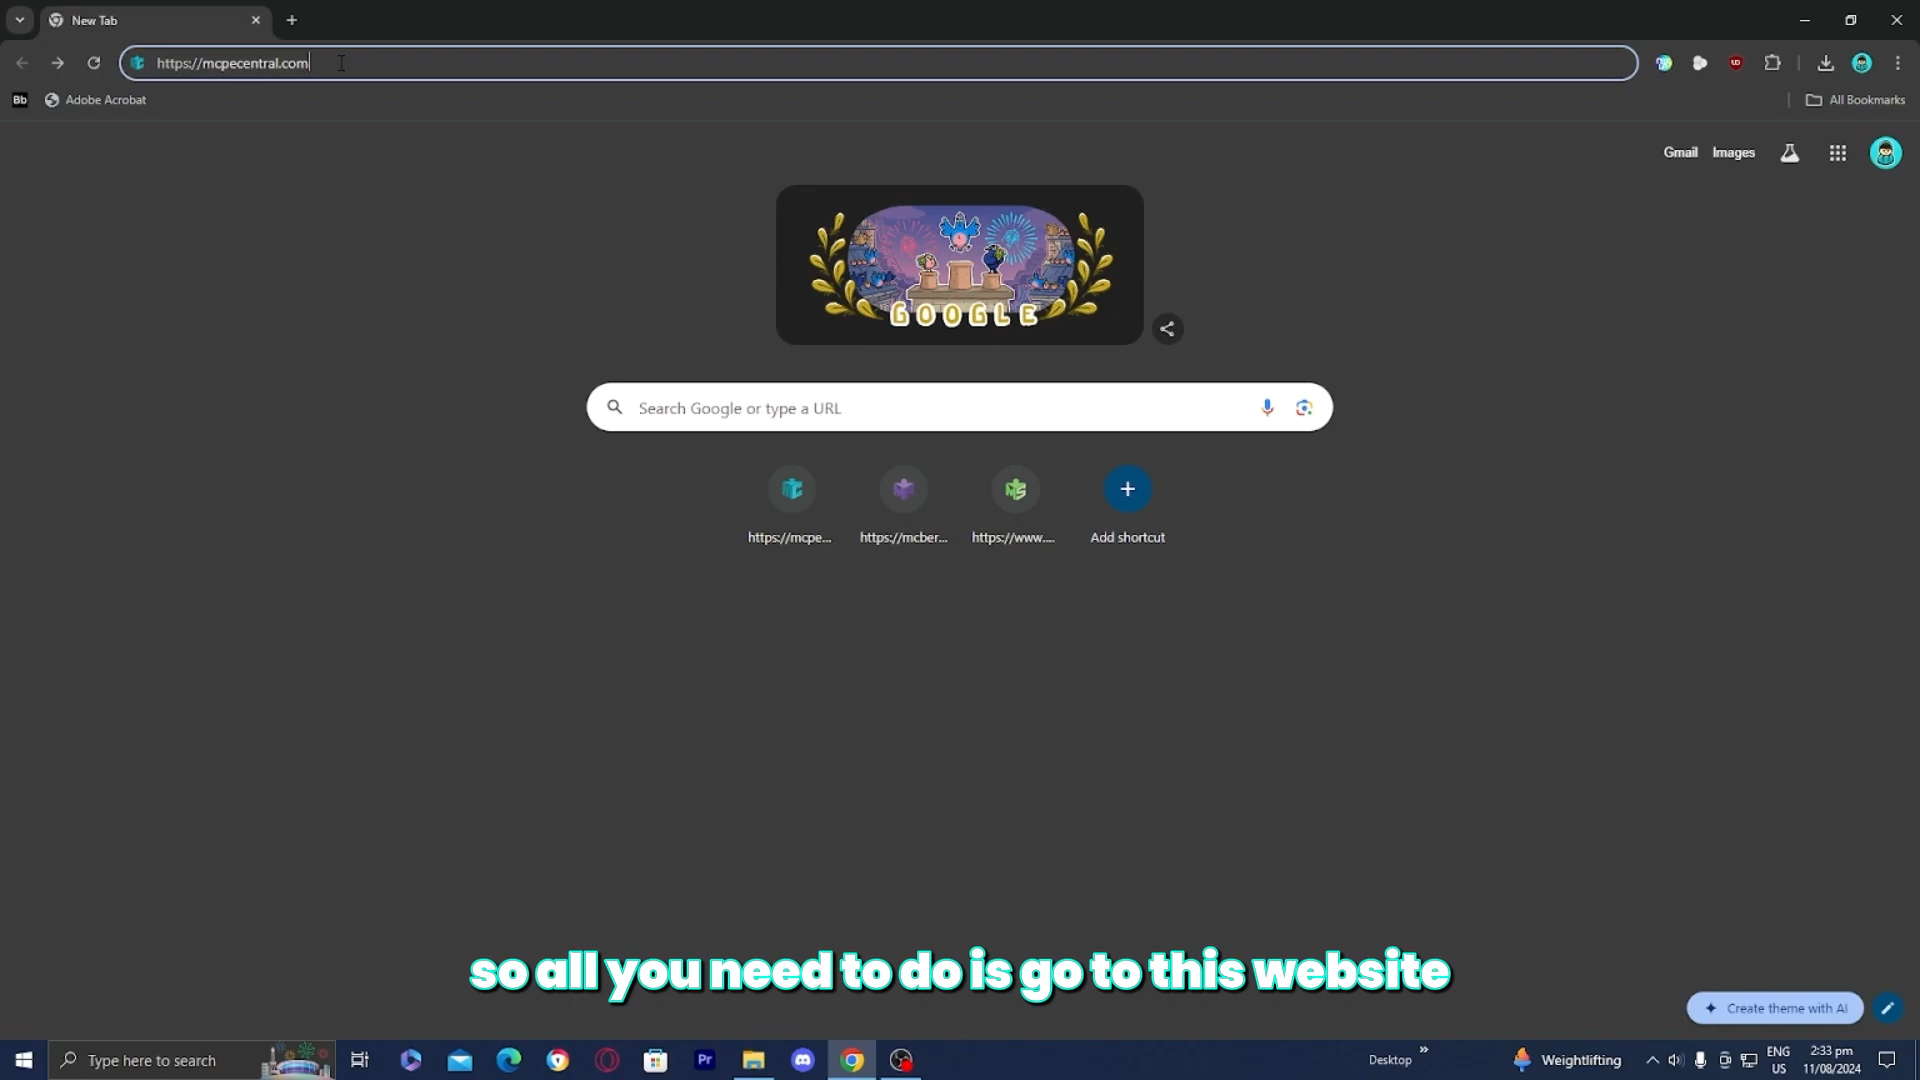 New Tab
https://mcpecentral.com
Bb Adobe Acrobat All Bookmarks
Gmail Images
GOOGLE
Search Google or type a URL
https://mcpe... https://mcber... https://www.... Add shortcut
so all you need to do is go to this website
Create theme with AI
Type here to search
Pr
Desktop
Weightlifting
ENG
US
2:33 pm
11/08/2024